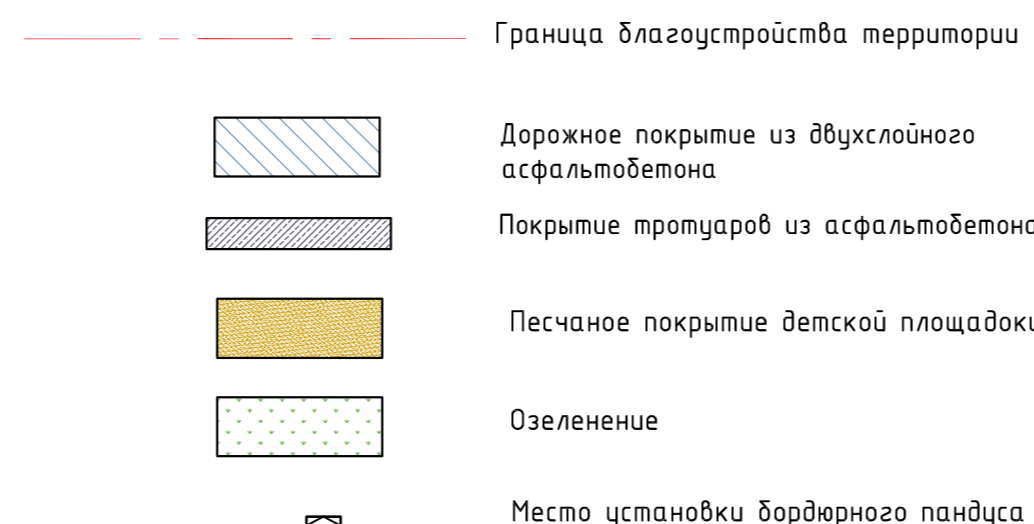 Граница благоустройства территории
Дорожное покрытие из двухслойного
асфальтобетона
Покрытие тротуаров из асфальтобетона
Песчаное покрытие детской площадоки
Озеленение
Место установки бордюрного пандуса